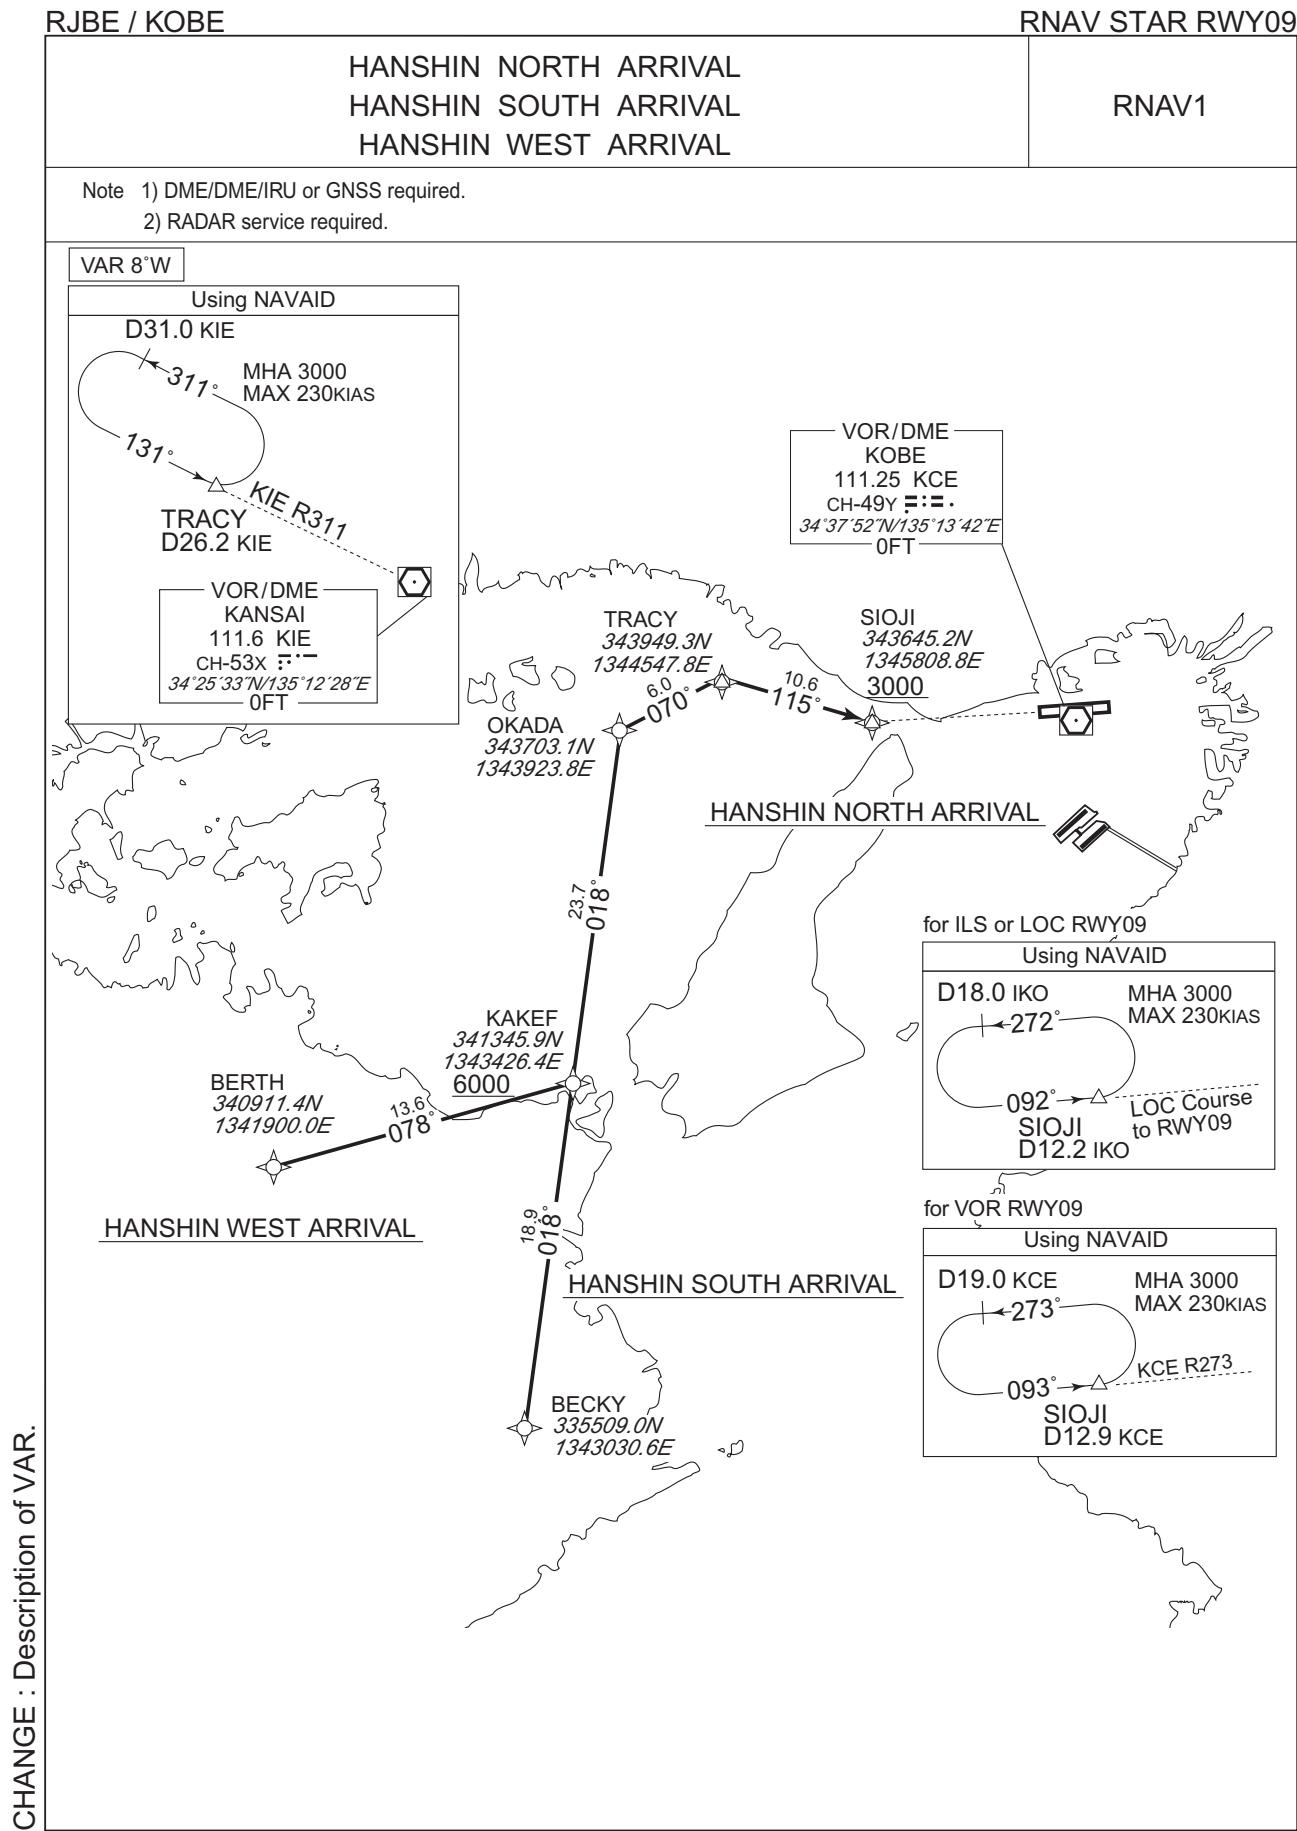 RJBE / KOBE
RNAV STAR RWY09
HANSHIN NORTH ARRIVAL
HANSHIN SOUTH ARRIVAL
HANSHIN WEST ARRIVAL
RNAV1
Note 1) DME/DME/IRU or GNSS required.
2) RADAR service required.
VAR 8°W
Using NAVAID
D31.0 KIE
311°
MHA 3000
MAX 230KIAS
131°
KIE R311
TRACY
D26.2 KIE
VOR/DME
KANSAI
111.6 KIE
CH-53X
34°25´33˝N/135°12´28˝E
0FT
VOR/DME
KOBE
111.25 KCE
CH-49Y
34°37´52˝N/135°13´42˝E
0FT
TRACY
343949.3N
1344547.8E
SIOJI
343645.2N
1345808.8E
3000
6.0
070°
10.6
115°
OKADA
343703.1N
1343923.8E
HANSHIN NORTH ARRIVAL
23.7
018°
KAKEF
341345.9N
1343426.4E
6000
BERTH
340911.4N
1341900.0E
13.6
078°
HANSHIN WEST ARRIVAL
18.9
018°
HANSHIN SOUTH ARRIVAL
BECKY
335509.0N
1343030.6E
for ILS or LOC RWY09
Using NAVAID
D18.0 IKO
272°
MHA 3000
MAX 230KIAS
092°
SIOJI
D12.2 IKO
LOC Course
to RWY09
for VOR RWY09
Using NAVAID
D19.0 KCE
273°
MHA 3000
MAX 230KIAS
093°
KCE R273
SIOJI
D12.9 KCE
CHANGE : Description of VAR.